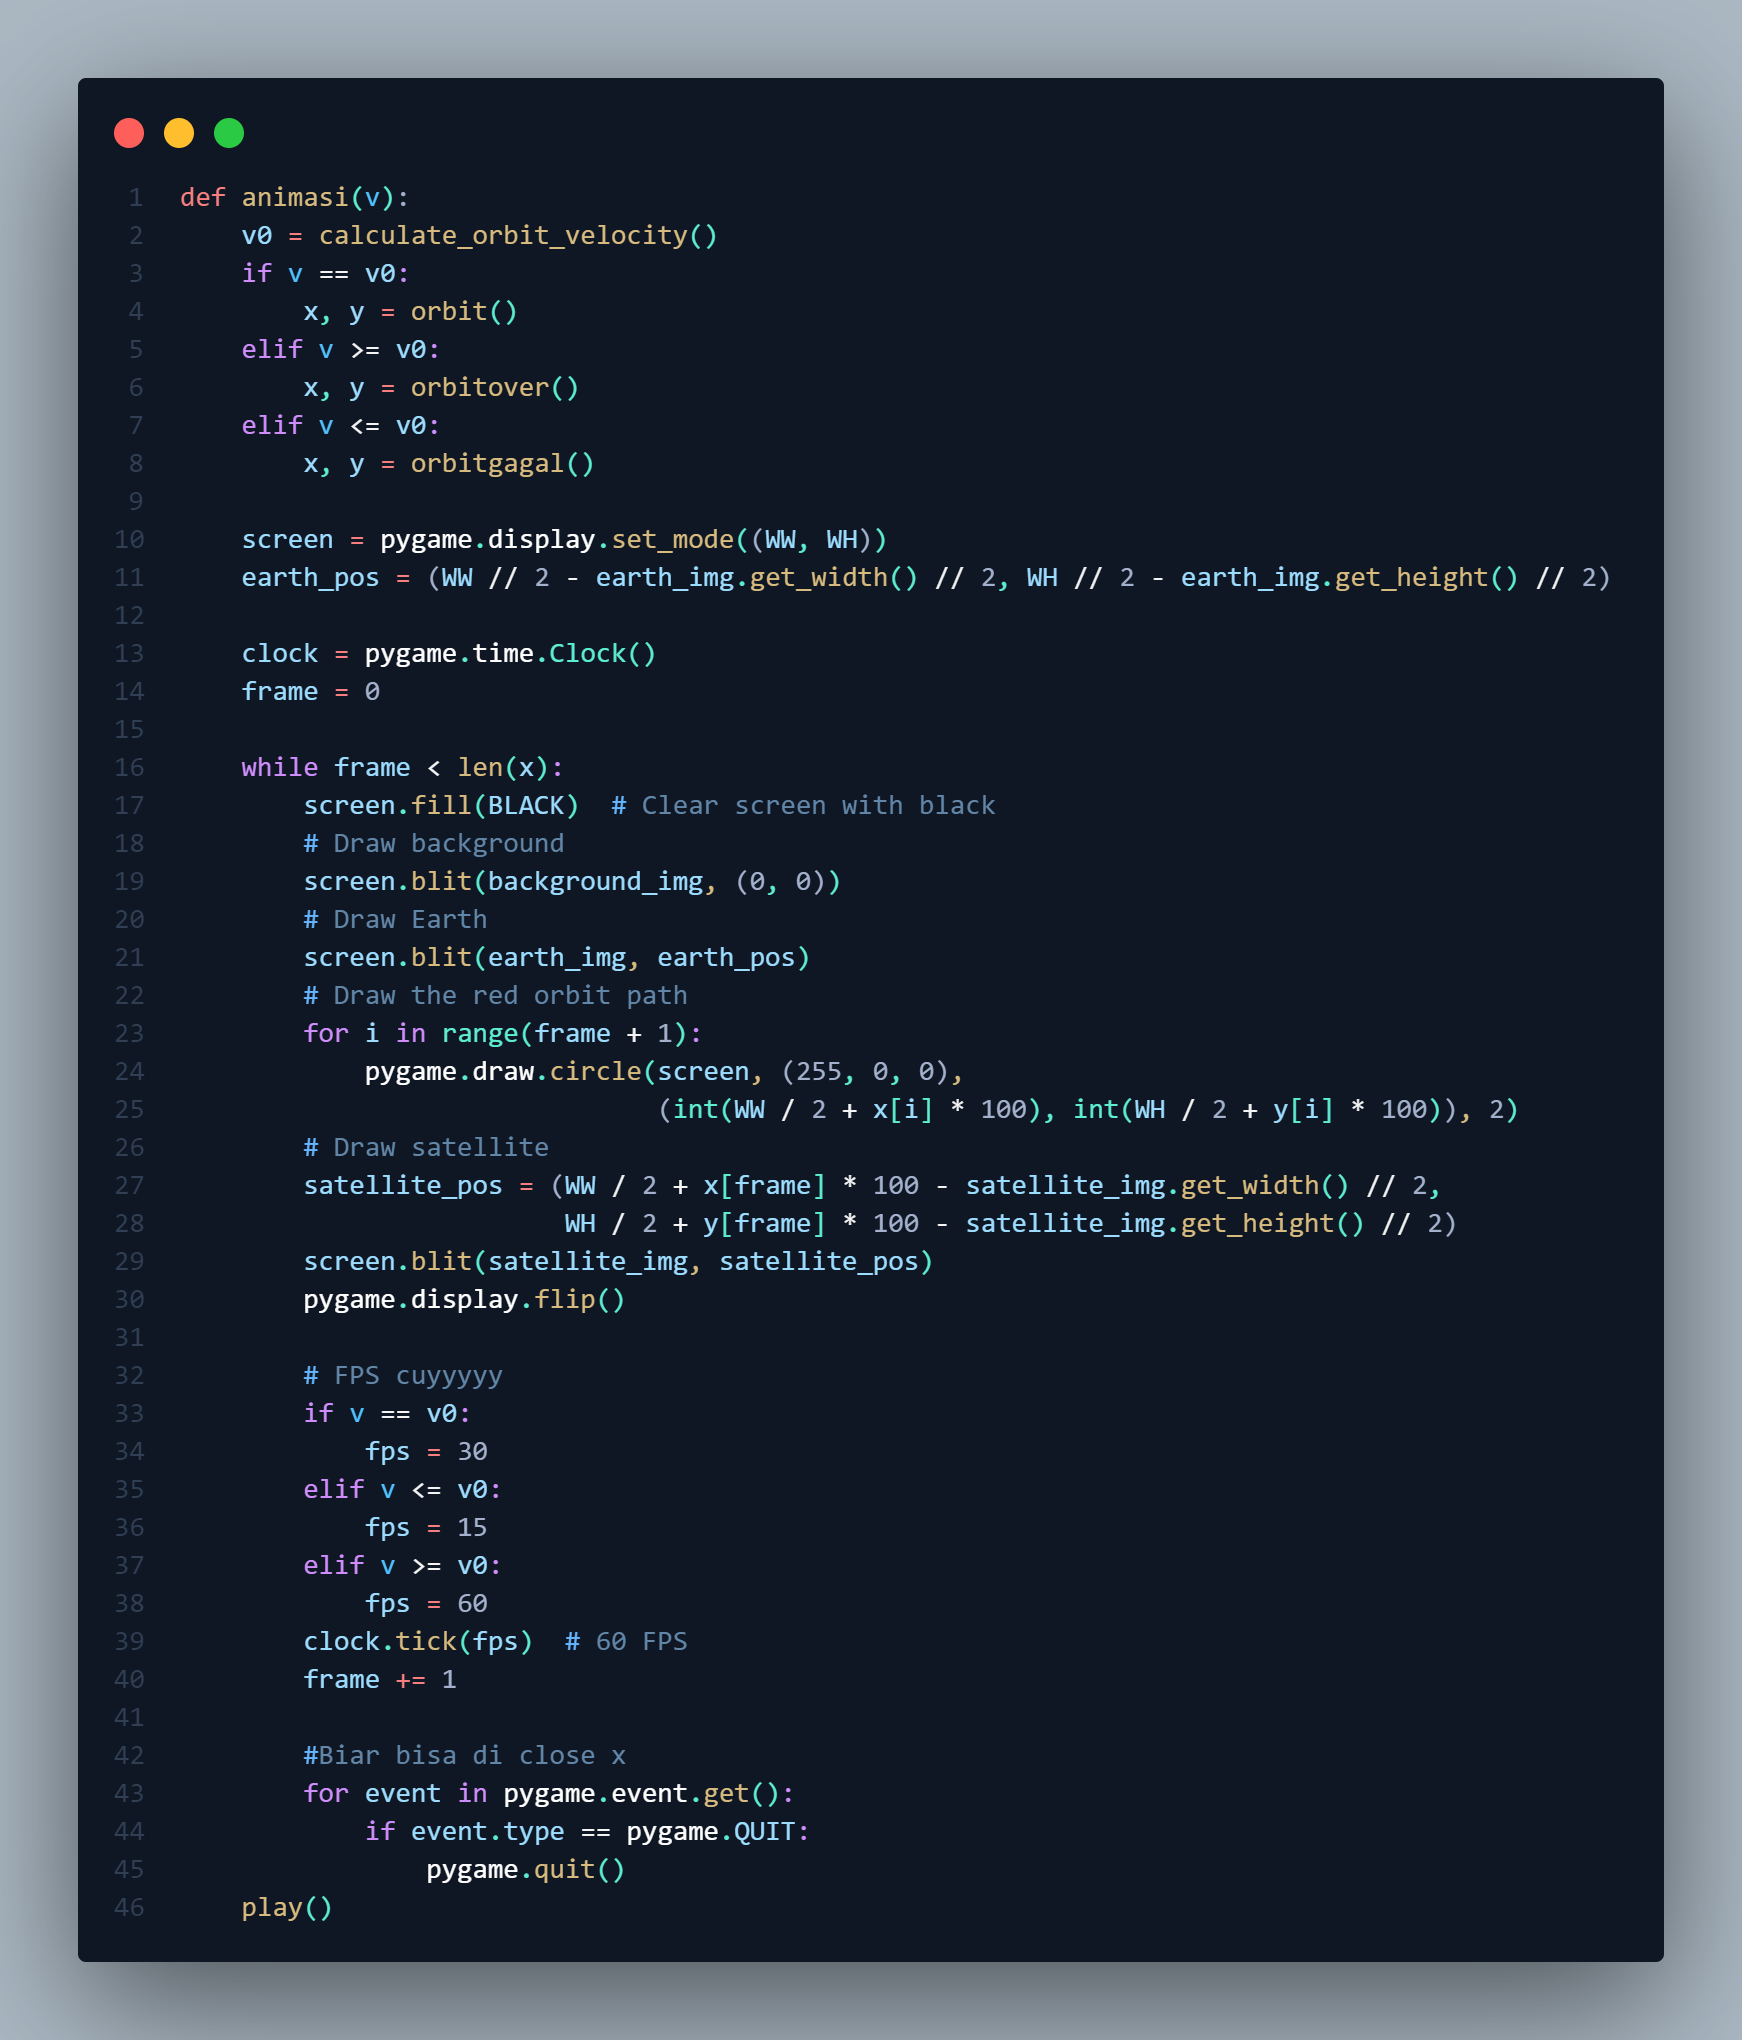 1 def animasi(v):
2     v0 = calculate_orbit_velocity()
3     if v == v0:
4         x, y = orbit()
5     elif v >= v0:
6         x, y = orbitover()
7     elif v <= v0:
8         x, y = orbitgagal()
9
10     screen = pygame.display.set_mode((WW, WH))
11     earth_pos = (WW // 2 - earth_img.get_width() // 2, WH // 2 - earth_img.get_height() // 2)
12
13     clock = pygame.time.Clock()
14     frame = 0
15
16     while frame < len(x):
17         screen.fill(BLACK)  # Clear screen with black
18         # Draw background
19         screen.blit(background_img, (0, 0))
20         # Draw Earth
21         screen.blit(earth_img, earth_pos)
22         # Draw the red orbit path
23         for i in range(frame + 1):
24             pygame.draw.circle(screen, (255, 0, 0),
25                                (int(WW / 2 + x[i] * 100), int(WH / 2 + y[i] * 100)), 2)
26         # Draw satellite
27         satellite_pos = (WW / 2 + x[frame] * 100 - satellite_img.get_width() // 2,
28                          WH / 2 + y[frame] * 100 - satellite_img.get_height() // 2)
29         screen.blit(satellite_img, satellite_pos)
30         pygame.display.flip()
31
32         # FPS cuyyyyy
33         if v == v0:
34             fps = 30
35         elif v <= v0:
36             fps = 15
37         elif v >= v0:
38             fps = 60
39         clock.tick(fps)  # 60 FPS
40         frame += 1
41
42         #Biar bisa di close x
43         for event in pygame.event.get():
44             if event.type == pygame.QUIT:
45                 pygame.quit()
46     play()